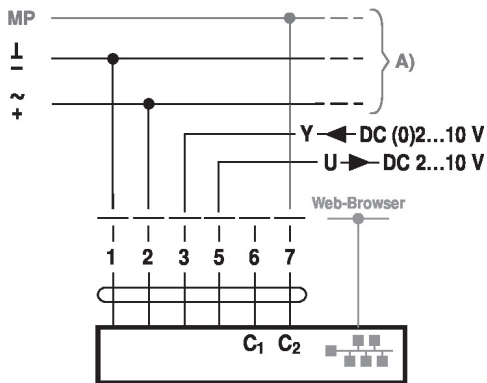 MP
⊥
–
A)
~
+
Y DC (0)2...10 V
U DC 2...10 V
Web-Browser
1 2 3 5 6 7
C1 C2